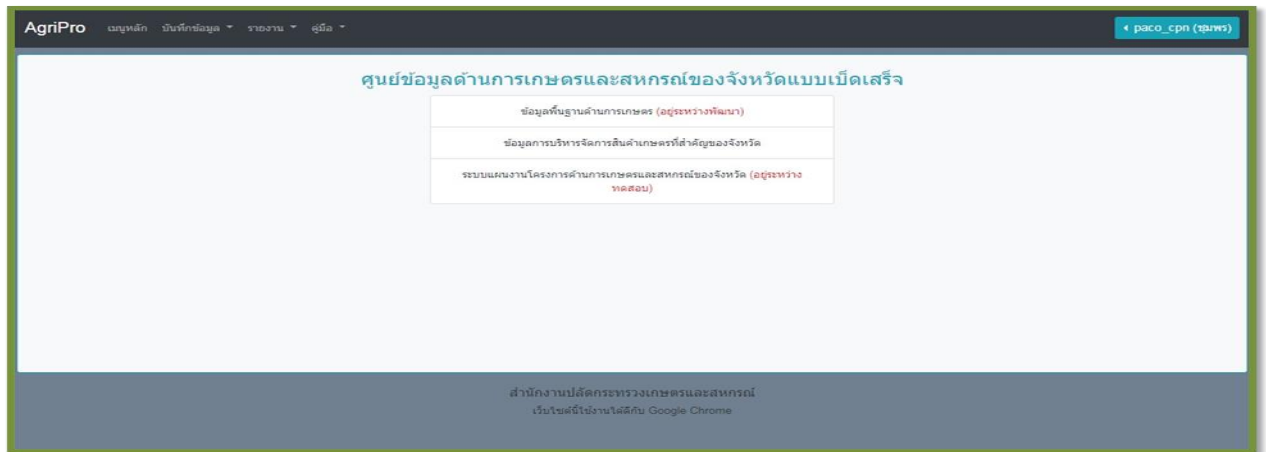 AgriPro เมนูหลัก บันทึกข้อมูล รายงาน คู่มือ paco_cpn (ชุมพร)
ศูนย์ข้อมูลด้านการเกษตรและสหกรณ์ของจังหวัดแบบเบ็ดเสร็จ
ข้อมูลพื้นฐานด้านการเกษตร (อยู่ระหว่างพัฒนา)
ข้อมูลการบริหารจัดการสินค้าเกษตรที่สำคัญของจังหวัด
ระบบแผนงานโครงการด้านการเกษตรและสหกรณ์ของจังหวัด (อยู่ระหว่าง
ทดสอบ)
สำนักงานปลัดกระทรวงเกษตรและสหกรณ์
เว็บไซต์นี้ใช้งานได้ดีกับ Google Chrome